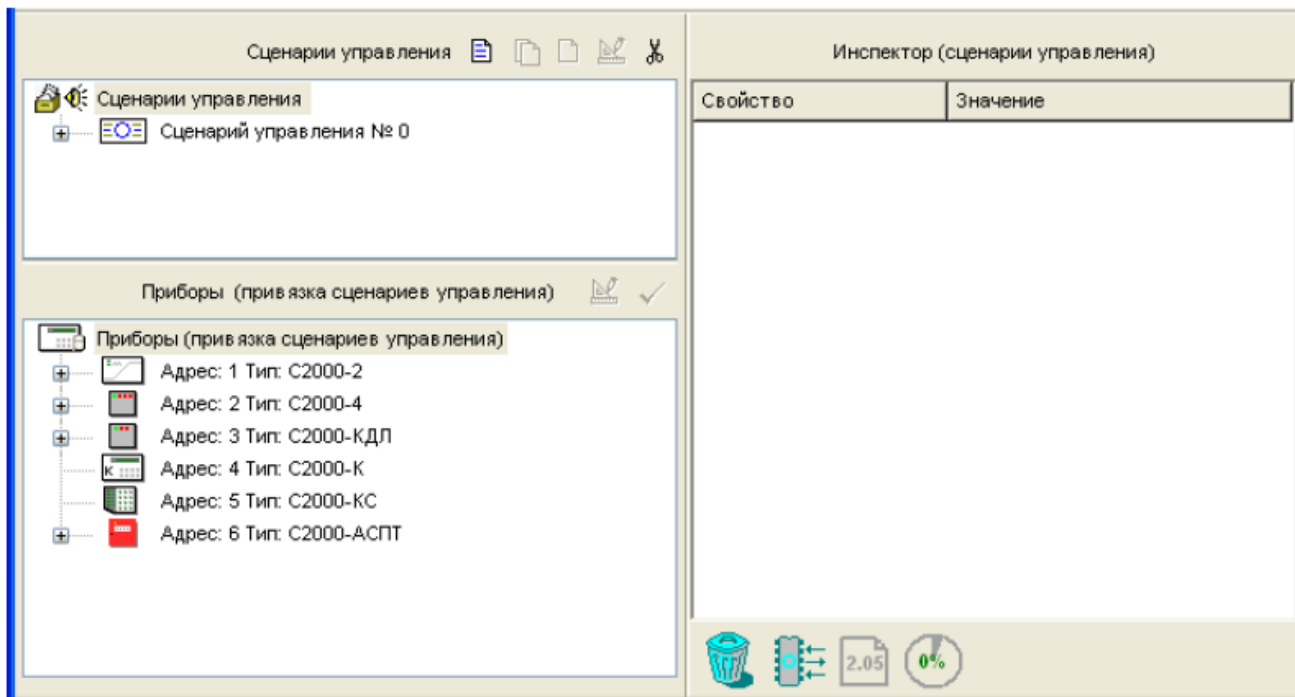 Сценарии управления
Сценарии управления
Сценарий управления № 0
Приборы (привязка сценариев управления)
Приборы (привязка сценариев управления)
Адрес: 1 Тип: С2000-2
Адрес: 2 Тип: С2000-4
Адрес: 3 Тип: С2000-КДЛ
Адрес: 4 Тип: С2000-К
Адрес: 5 Тип: С2000-КС
Адрес: 6 Тип: С2000-АСПТ
Инспектор (сценарии управления)
Свойство Значение
2.05 0%